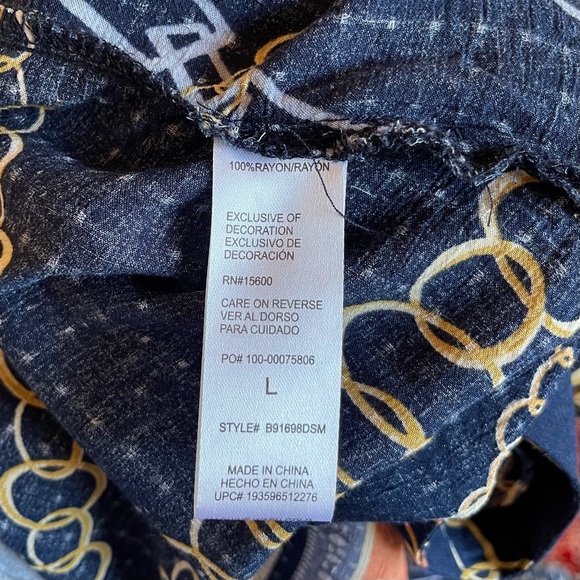 100%RAYON/RAYON
EXCLUSIVE OF
DECORATION
EXCLUSIVO DE
DECORACIÓN
RN#15600
CARE ON REVERSE
VER AL DORSO
PARA CUIDADO
PO# 100-00075806
L
STYLE# B91698DSM
MADE IN CHINA
HECHO EN CHINA
UPC# 193596512276